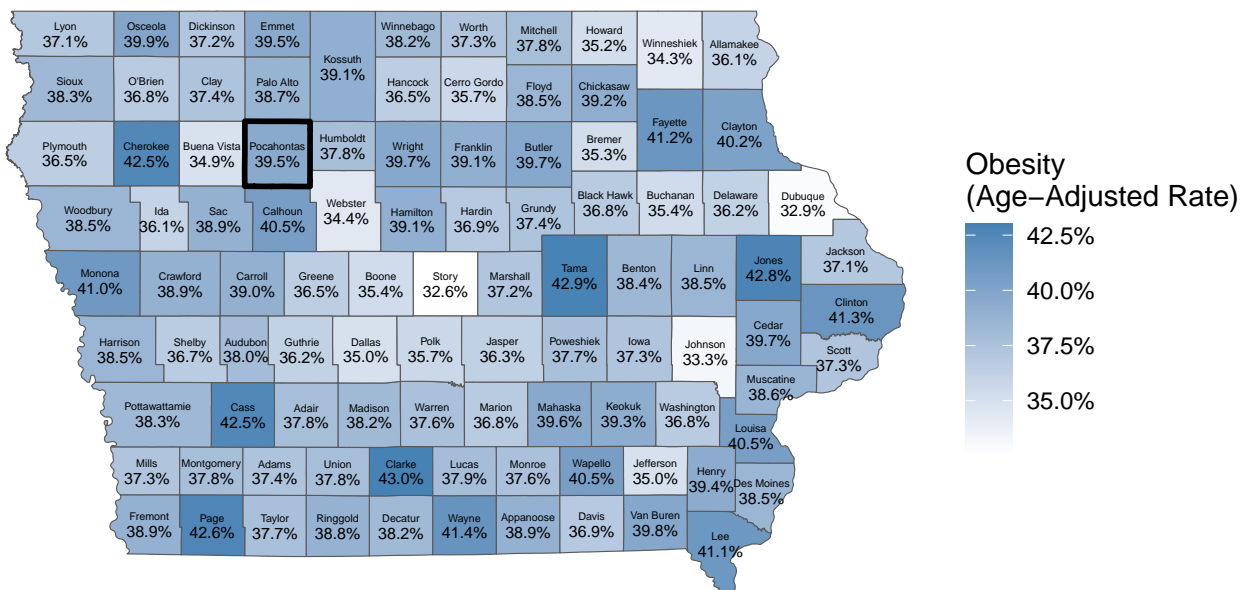 Lyon
37.1%
Osceola
39.9%
Dickinson
37.2%
Emmet
39.5%
Kossuth
39.1%
Winnebago
38.2%
Worth
37.3%
Mitchell
37.8%
Howard
35.2%
Winneshiek
34.3%
Allamakee
36.1%
Sioux
38.3%
O'Brien
36.8%
Clay
37.4%
Palo Alto
38.7%
Hancock
36.5%
Cerro Gordo
35.7%
Floyd
38.5%
Chickasaw
39.2%
Fayette
41.2%
Clayton
40.2%
Plymouth
36.5%
Cherokee
42.5%
Buena Vista
34.9%
Pocahontas
39.5%
Humboldt
37.8%
Wright
39.7%
Franklin
39.1%
Butler
39.7%
Bremer
35.3%
Woodbury
38.5%
Ida
36.1%
Sac
38.9%
Calhoun
40.5%
Webster
34.4%
Hamilton
39.1%
Hardin
36.9%
Grundy
37.4%
Black Hawk
36.8%
Buchanan
35.4%
Delaware
36.2%
Dubuque
32.9%
Monona
41.0%
Crawford
38.9%
Carroll
39.0%
Greene
36.5%
Boone
35.4%
Story
32.6%
Marshall
37.2%
Tama
42.9%
Benton
38.4%
Linn
38.5%
Jones
42.8%
Jackson
37.1%
Clinton
41.3%
Harrison
38.5%
Shelby
36.7%
Audubon
38.0%
Guthrie
36.2%
Dallas
35.0%
Polk
35.7%
Jasper
36.3%
Poweshiek
37.7%
Iowa
37.3%
Johnson
33.3%
Cedar
39.7%
Scott
37.3%
Muscatine
38.6%
Pottawattamie
38.3%
Cass
42.5%
Adair
37.8%
Madison
38.2%
Warren
37.6%
Marion
36.8%
Mahaska
39.6%
Keokuk
39.3%
Washington
36.8%
Louisa
40.5%
Mills
37.3%
Montgomery
37.8%
Adams
37.4%
Union
37.8%
Clarke
43.0%
Lucas
37.9%
Monroe
37.6%
Wapello
40.5%
Jefferson
35.0%
Henry
39.4%
Des Moines
38.5%
Fremont
38.9%
Page
42.6%
Taylor
37.7%
Ringgold
38.8%
Decatur
38.2%
Wayne
41.4%
Appanoose
38.9%
Davis
36.9%
Van Buren
39.8%
Lee
41.1%
Obesity
(Age−Adjusted Rate)
42.5%
40.0%
37.5%
35.0%